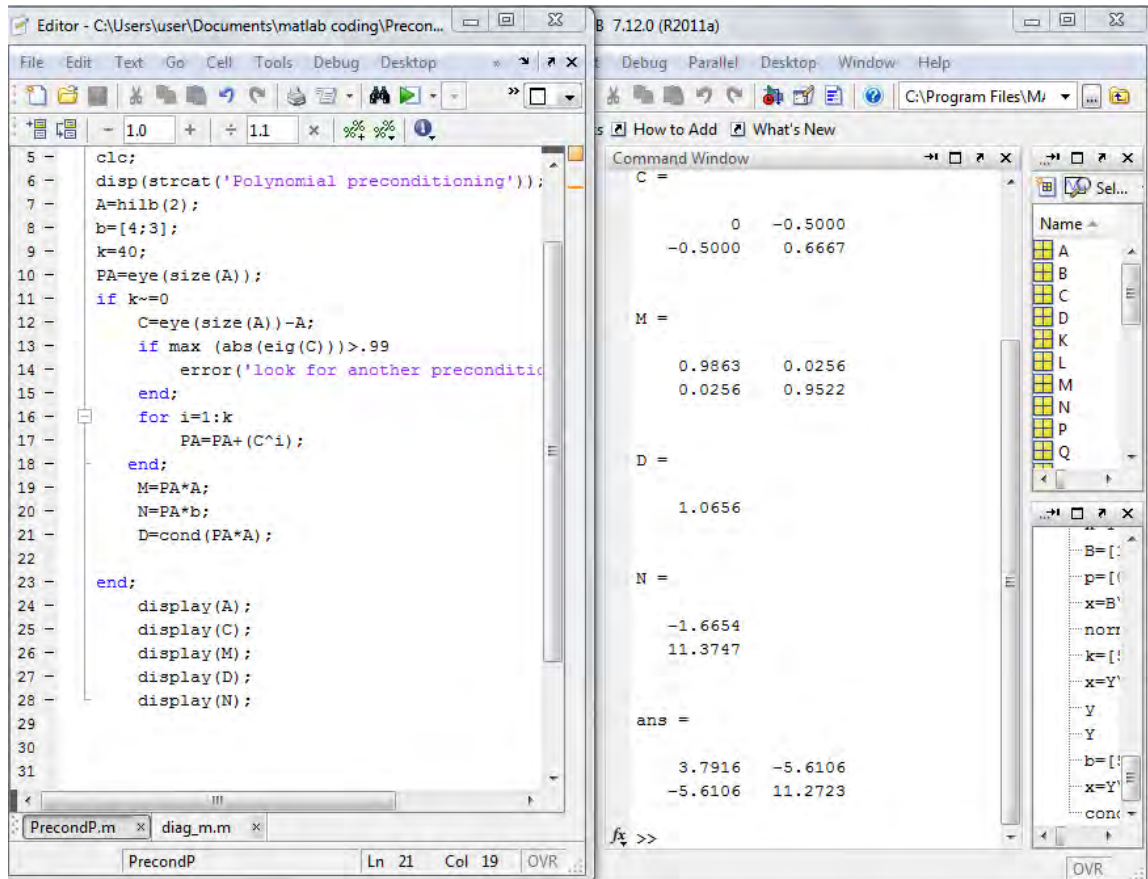 Editor - C:\Users\user\Documents\matlab coding\Precon...
File Edit Text Go Cell Tools Debug Desktop »
»
- 1.0 + ÷ 1.1 ×
5 - clc;
6 - disp(strcat('Polynomial preconditioning'));
7 - A=hilb(2);
8 - b=[4;3];
9 - k=40;
10 - PA=eye(size(A));
11 - if k~=0
12 - C=eye(size(A))-A;
13 - if max (abs(eig(C)))>.99
14 - error('look for another preconditio
15 - end;
16 - for i=1:k
17 - PA=PA+(C^i);
18 - end;
19 - M=PA*A;
20 - N=PA*b;
21 - D=cond(PA*A);
22
23 - end;
24 - display(A);
25 - display(C);
26 - display(M);
27 - display(D);
28 - display(N);
29
30
31
PrecondP.m × diag_m.m ×
PrecondP Ln 21 Col 19 OVR
B 7.12.0 (R2011a)
t Debug Parallel Desktop Window Help
C:\Program Files\M/ ...
s How to Add What's New
Command Window
C =
0 -0.5000
-0.5000 0.6667
M =
0.9863 0.0256
0.0256 0.9522
D =
1.0656
N =
-1.6654
11.3747
ans =
3.7916 -5.6106
-5.6106 11.2723
fx >>
Sel...
Name
A
B
C
D
K
L
M
N
P
Q
B=[
p=[(
x=B\
norr
k=[
x=Y\
y
Y
b=[
x=Y\
con
OVR